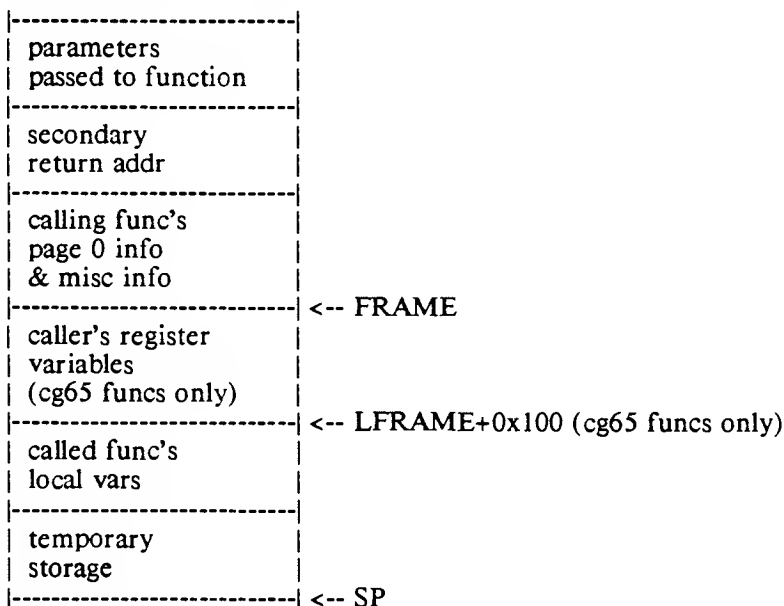 |-----------------------|
| parameters |
| passed to function |
|-----------------------|
| secondary |
| return addr |
|-----------------------|
| calling func's |
| page 0 info |
| & misc info |
|-----------------------| <-- FRAME
| caller's register |
| variables |
| (cg65 funcs only) |
|-----------------------| <-- LFRAME+0x100 (cg65 funcs only)
| called func's |
| local vars |
|-----------------------|
| temporary |
| storage |
|-----------------------| <-- SP